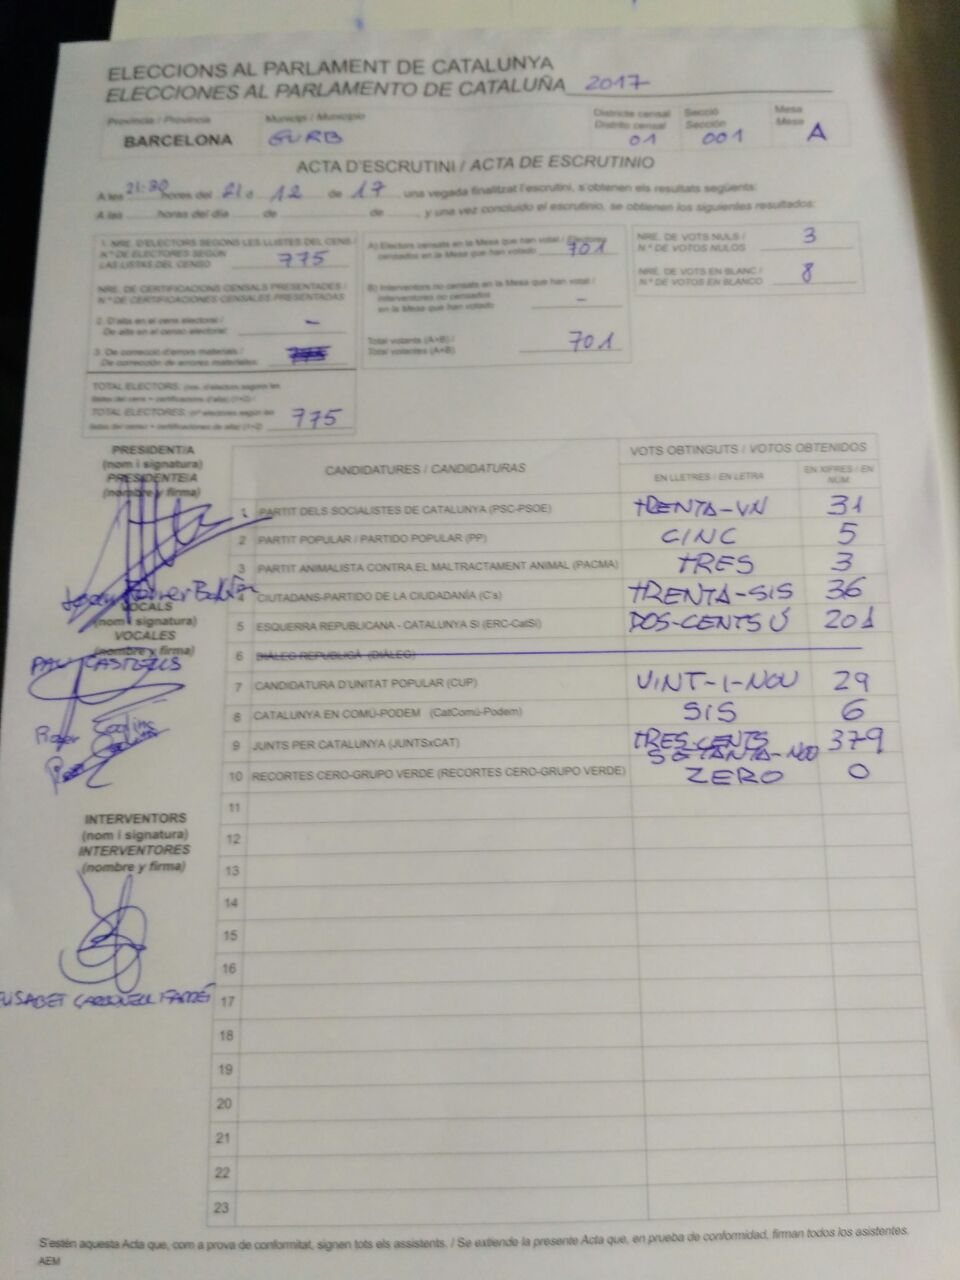 ELECCIONS AL PARLAMENT DE CATALUNYA
ELECCIONES AL PARLAMENTO DE CATALUÑA 2017
Província / Provincia
BARCELONA
Municipi / Municipio
GURB
Districte censal
Distrito censal
01
Secció
Sección
001
Mesa
Mesa
A
ACTA D'ESCRUTINI / ACTA DE ESCRUTINIO
A les 21:30 hores del 21 d 12 de 17, una vegada finalitzat l'escrutini, s'obtenen els resultats següents:
A las horas del día de de , y una vez concluido el escrutinio, se obtienen los siguientes resultados:
1. NRE. D'ELECTORS SEGONS LES LLISTES DEL CENS /
N.º DE ELECTORES SEGÚN
LAS LISTAS DEL CENSO 775
NRE. DE CERTIFICACIONS CENSALS PRESENTADES /
N.º DE CERTIFICACIONES CENSALES PRESENTADAS
2. D'alta en el cens electoral /
De alta en el censo electoral: -
3. De correcció d'errors materials /
De corrección de errores materiales:
TOTAL ELECTORS: (nre. d'electors segons les
llistes del cens + certificacions d'alta) (1+2) /
TOTAL ELECTORES: (nº electores según las
listas del censo + certificaciones de alta) (1+2) 775
A) Electors censats en la Mesa que han votat / Electores
censados en la Mesa que han votado 701
B) Interventors no censats en la Mesa que han votat /
Interventores no censados
en la Mesa que han votado -
Total votants (A+B) /
Total votantes (A+B) 701
NRE. DE VOTS NULS /
N.º DE VOTOS NULOS 3
NRE. DE VOTS EN BLANC /
N.º DE VOTOS EN BLANCO 8
PRESIDENT/A
(nom i signatura)
PRESIDENTE/A
(nombre y firma)
VOCALS
(nom i signatura)
VOCALES
(nombre y firma)
PAU CASTELLS
Roger
INTERVENTORS
(nom i signatura)
INTERVENTORES
(nombre y firma)
CANDIDATURES / CANDIDATURAS
VOTS OBTINGUTS / VOTOS OBTENIDOS
EN LLETRES / EN LETRA
EN XIFRES / EN NÚM.
1 PARTIT DELS SOCIALISTES DE CATALUNYA (PSC-PSOE) TRENTA-UN 31
2 PARTIT POPULAR / PARTIDO POPULAR (PP) CINC 5
3 PARTIT ANIMALISTA CONTRA EL MALTRACTAMENT ANIMAL (PACMA) TRES 3
4 CIUTADANS-PARTIDO DE LA CIUDADANÍA (C's) TRENTA-SIS 36
5 ESQUERRA REPUBLICANA - CATALUNYA SÍ (ERC-CatSí) DOS-CENTS Ú 201
6 DIÀLEG REPUBLICÀ (DIÀLEG)
7 CANDIDATURA D'UNITAT POPULAR (CUP) VINT-I-NOU 29
8 CATALUNYA EN COMÚ-PODEM (CatComú-Podem) SIS 6
9 JUNTS PER CATALUNYA (JUNTSxCAT) TRES-CENTS
SETANTA-NOU 379
10 RECORTES CERO-GRUPO VERDE (RECORTES CERO-GRUPO VERDE) ZERO 0
11
12
13
14
15
16
17
18
19
20
21
22
23
S'estén aquesta Acta que, com a prova de conformitat, signen tots els assistents. / Se extiende la presente Acta que, en prueba de conformidad, firman todos los asistentes.
AEM